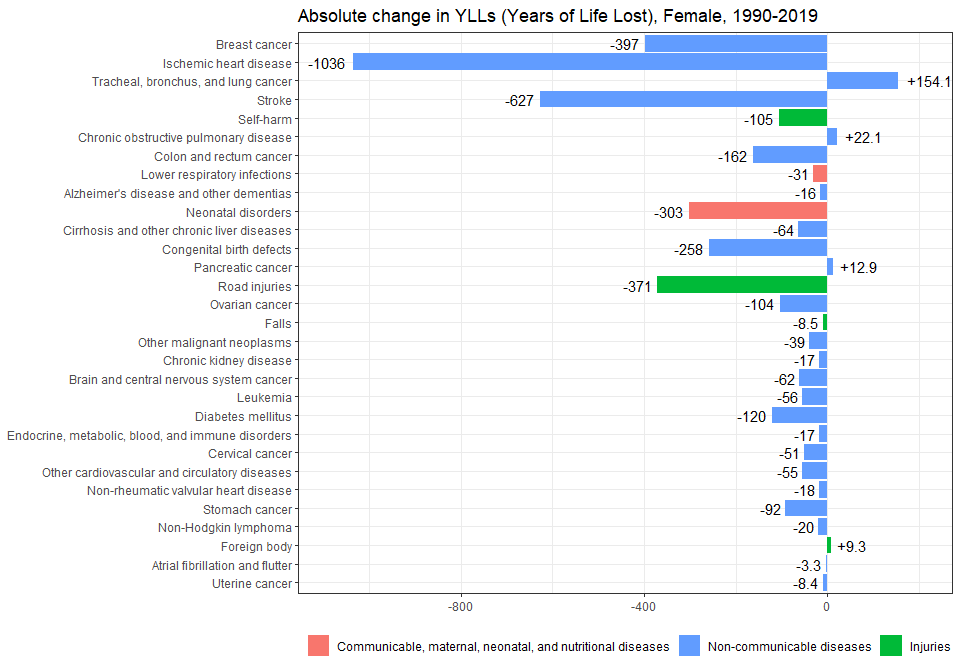 Absolute change in YLLs (Years of Life Lost), Female, 1990-2019
Breast cancer -397
Ischemic heart disease -1036
Tracheal, bronchus, and lung cancer +154.1
Stroke -627
Self-harm -105
Chronic obstructive pulmonary disease +22.1
Colon and rectum cancer -162
Lower respiratory infections -31
Alzheimer's disease and other dementias -16
Neonatal disorders -303
Cirrhosis and other chronic liver diseases -64
Congenital birth defects -258
Pancreatic cancer +12.9
Road injuries -371
Ovarian cancer -104
Falls -8.5
Other malignant neoplasms -39
Chronic kidney disease -17
Brain and central nervous system cancer -62
Leukemia -56
Diabetes mellitus -120
Endocrine, metabolic, blood, and immune disorders -17
Cervical cancer -51
Other cardiovascular and circulatory diseases -55
Non-rheumatic valvular heart disease -18
Stomach cancer -92
Non-Hodgkin lymphoma -20
Foreign body +9.3
Atrial fibrillation and flutter -3.3
Uterine cancer -8.4
-800 -400 0
Communicable, maternal, neonatal, and nutritional diseases Non-communicable diseases Injuries